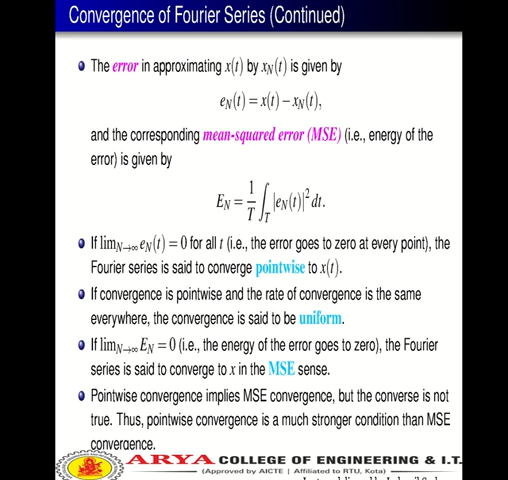 Convergence of Fourier Series (Continued)
The error in approximating x(t) by x_N(t) is given by
e_N(t) = x(t) − x_N(t),
and the corresponding mean-squared error (MSE) (i.e., energy of the
error) is given by
E_N = 1/T ∫_T |e_N(t)|² dt.
If lim_{N→∞} e_N(t) = 0 for all t (i.e., the error goes to zero at every point), the
Fourier series is said to converge pointwise to x(t).
If convergence is pointwise and the rate of convergence is the same
everywhere, the convergence is said to be uniform.
If lim_{N→∞} E_N = 0 (i.e., the energy of the error goes to zero), the Fourier
series is said to converge to x in the MSE sense.
Pointwise convergence implies MSE convergence, but the converse is not
true. Thus, pointwise convergence is a much stronger condition than MSE
convergence.
ARYA COLLEGE OF ENGINEERING & I.T.
(Approved by AICTE | Affiliated to RTU, Kota)